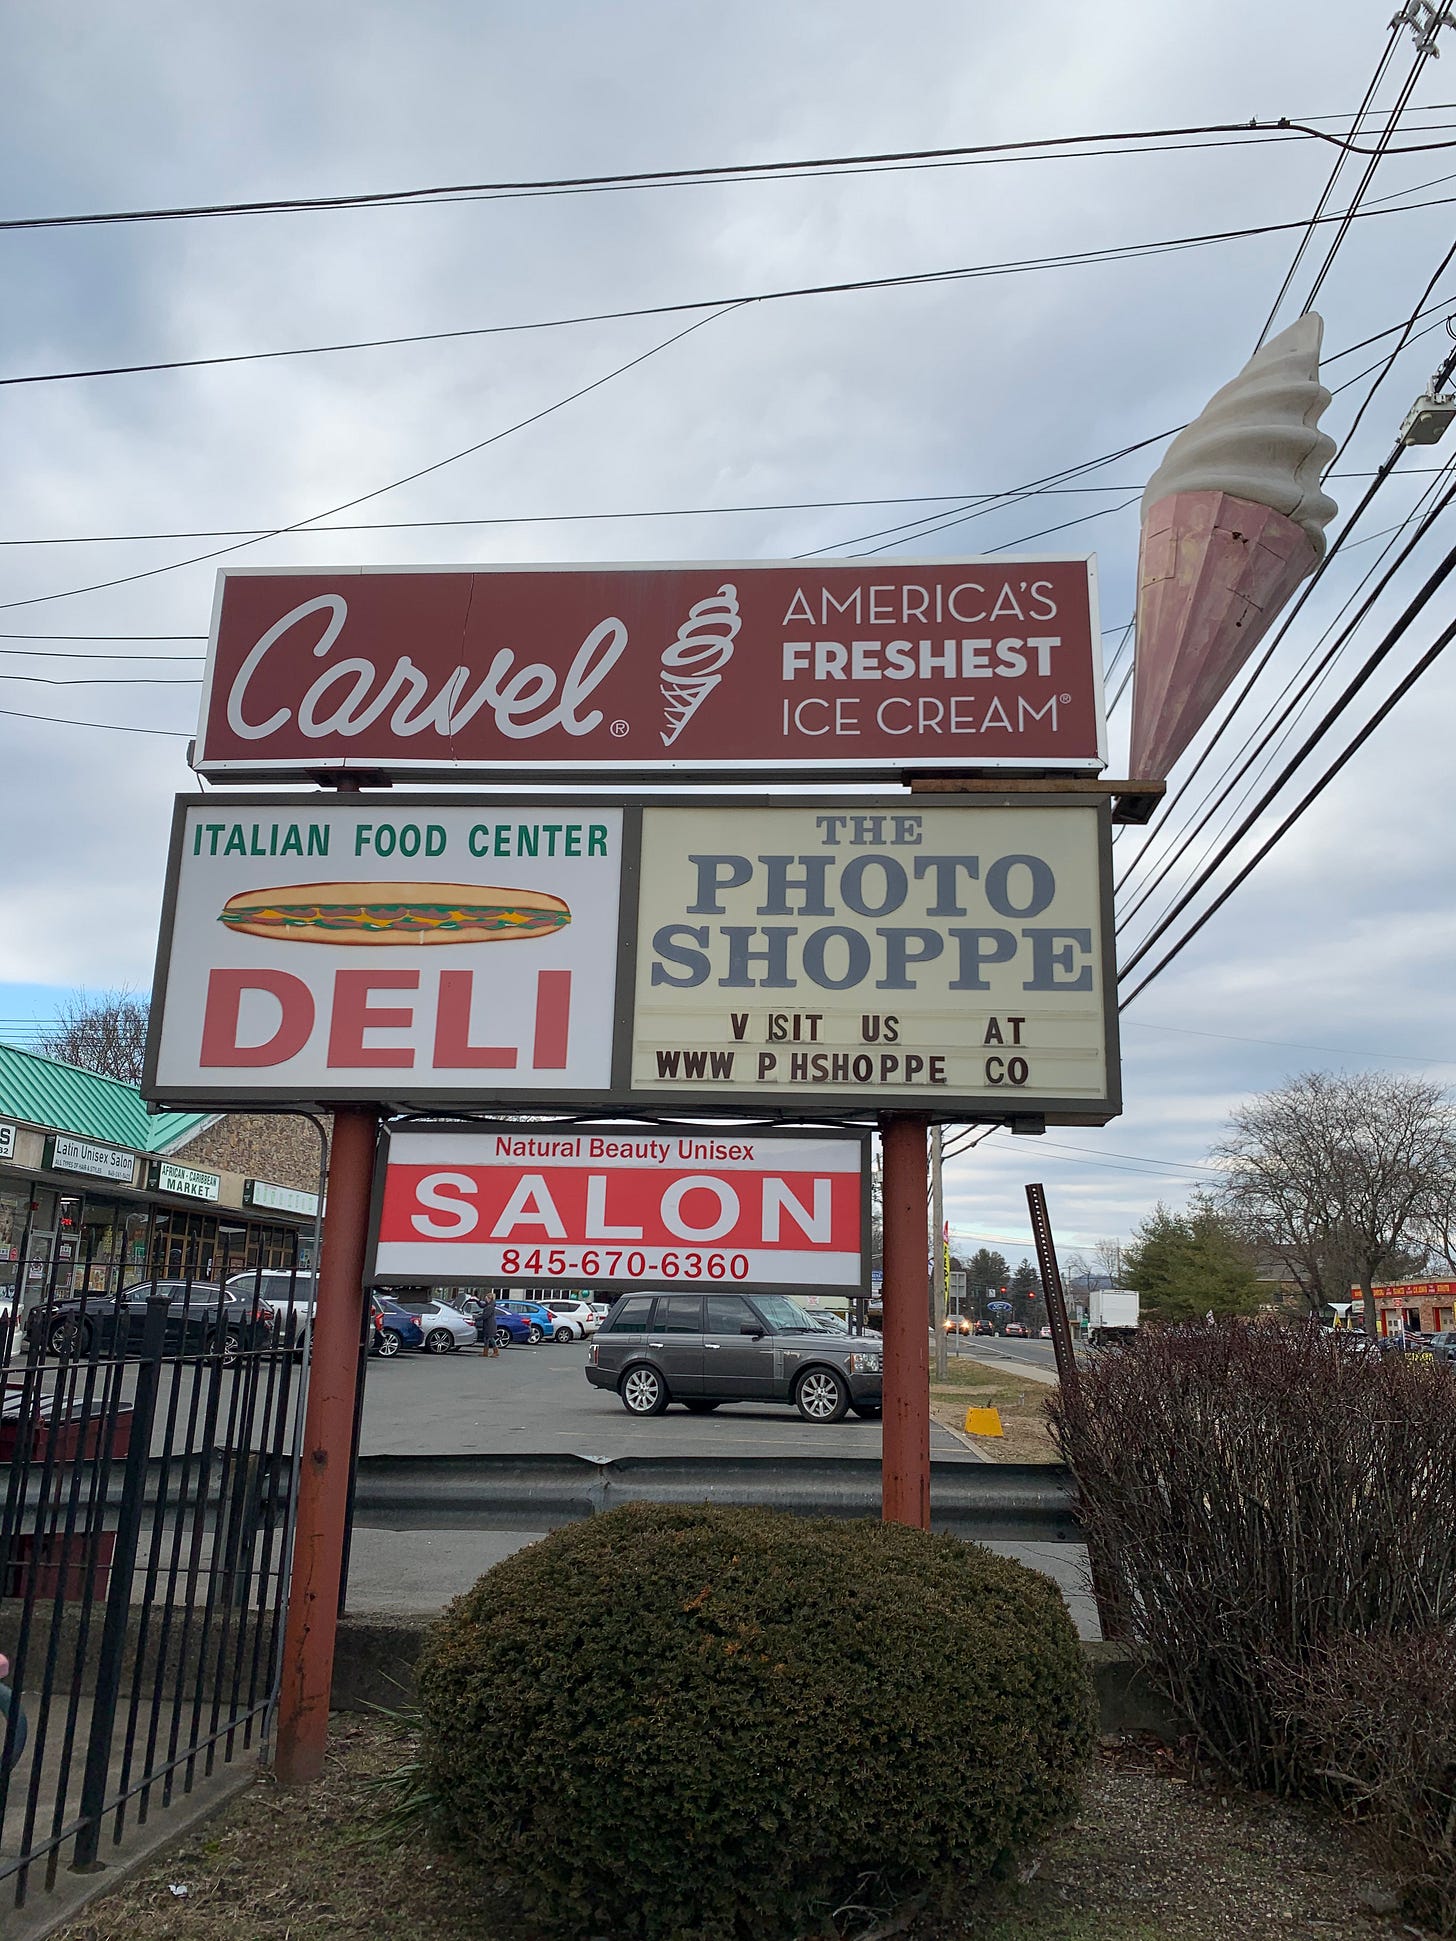 Carvel®
AMERICA'S
FRESHEST
ICE CREAM®
ITALIAN FOOD CENTER
DELI
THE
PHOTO
SHOPPE
V ISIT US AT
WWW P HSHOPPE CO
Natural Beauty Unisex
SALON
845-670-6360
Latin Unisex Salon
AFRICAN - CARIBBEAN
MARKET